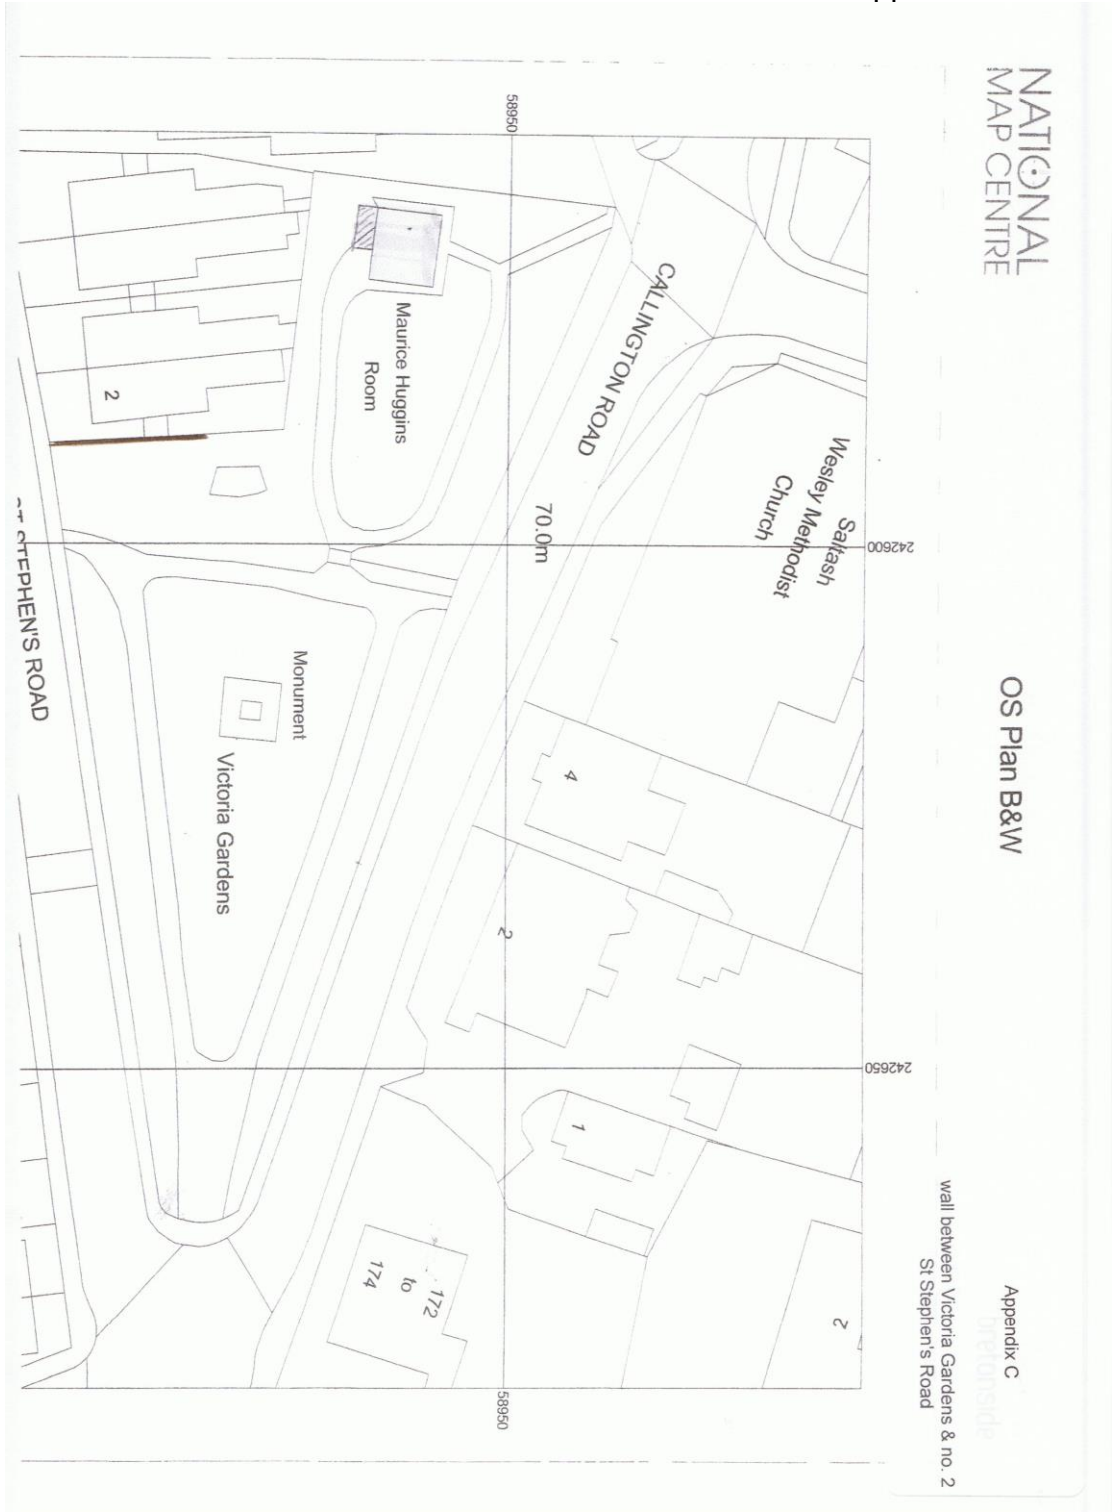 NATIONAL
MAP CENTRE
OS Plan B&W
Appendix C
bretonside
wall between Victoria Gardens & no. 2
St Stephen's Road
58950
242600
242650
58950
CALLINGTON ROAD
70.0m
Saltash
Wesley Methodist
Church
Maurice Huggins
Room
2
Monument
Victoria Gardens
4
2
1
172
to
174
2
STEPHEN'S ROAD